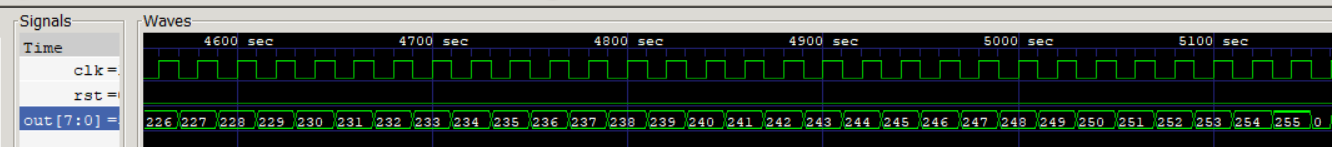 Signals
Waves
Time
4600 sec 4700 sec 4800 sec 4900 sec 5000 sec 5100 sec
clk=
rst=
out[7:0] =
226 227 228 229 230 231 232 233 234 235 236 237 238 239 240 241 242 243 244 245 246 247 248 249 250 251 252 253 254 255 0